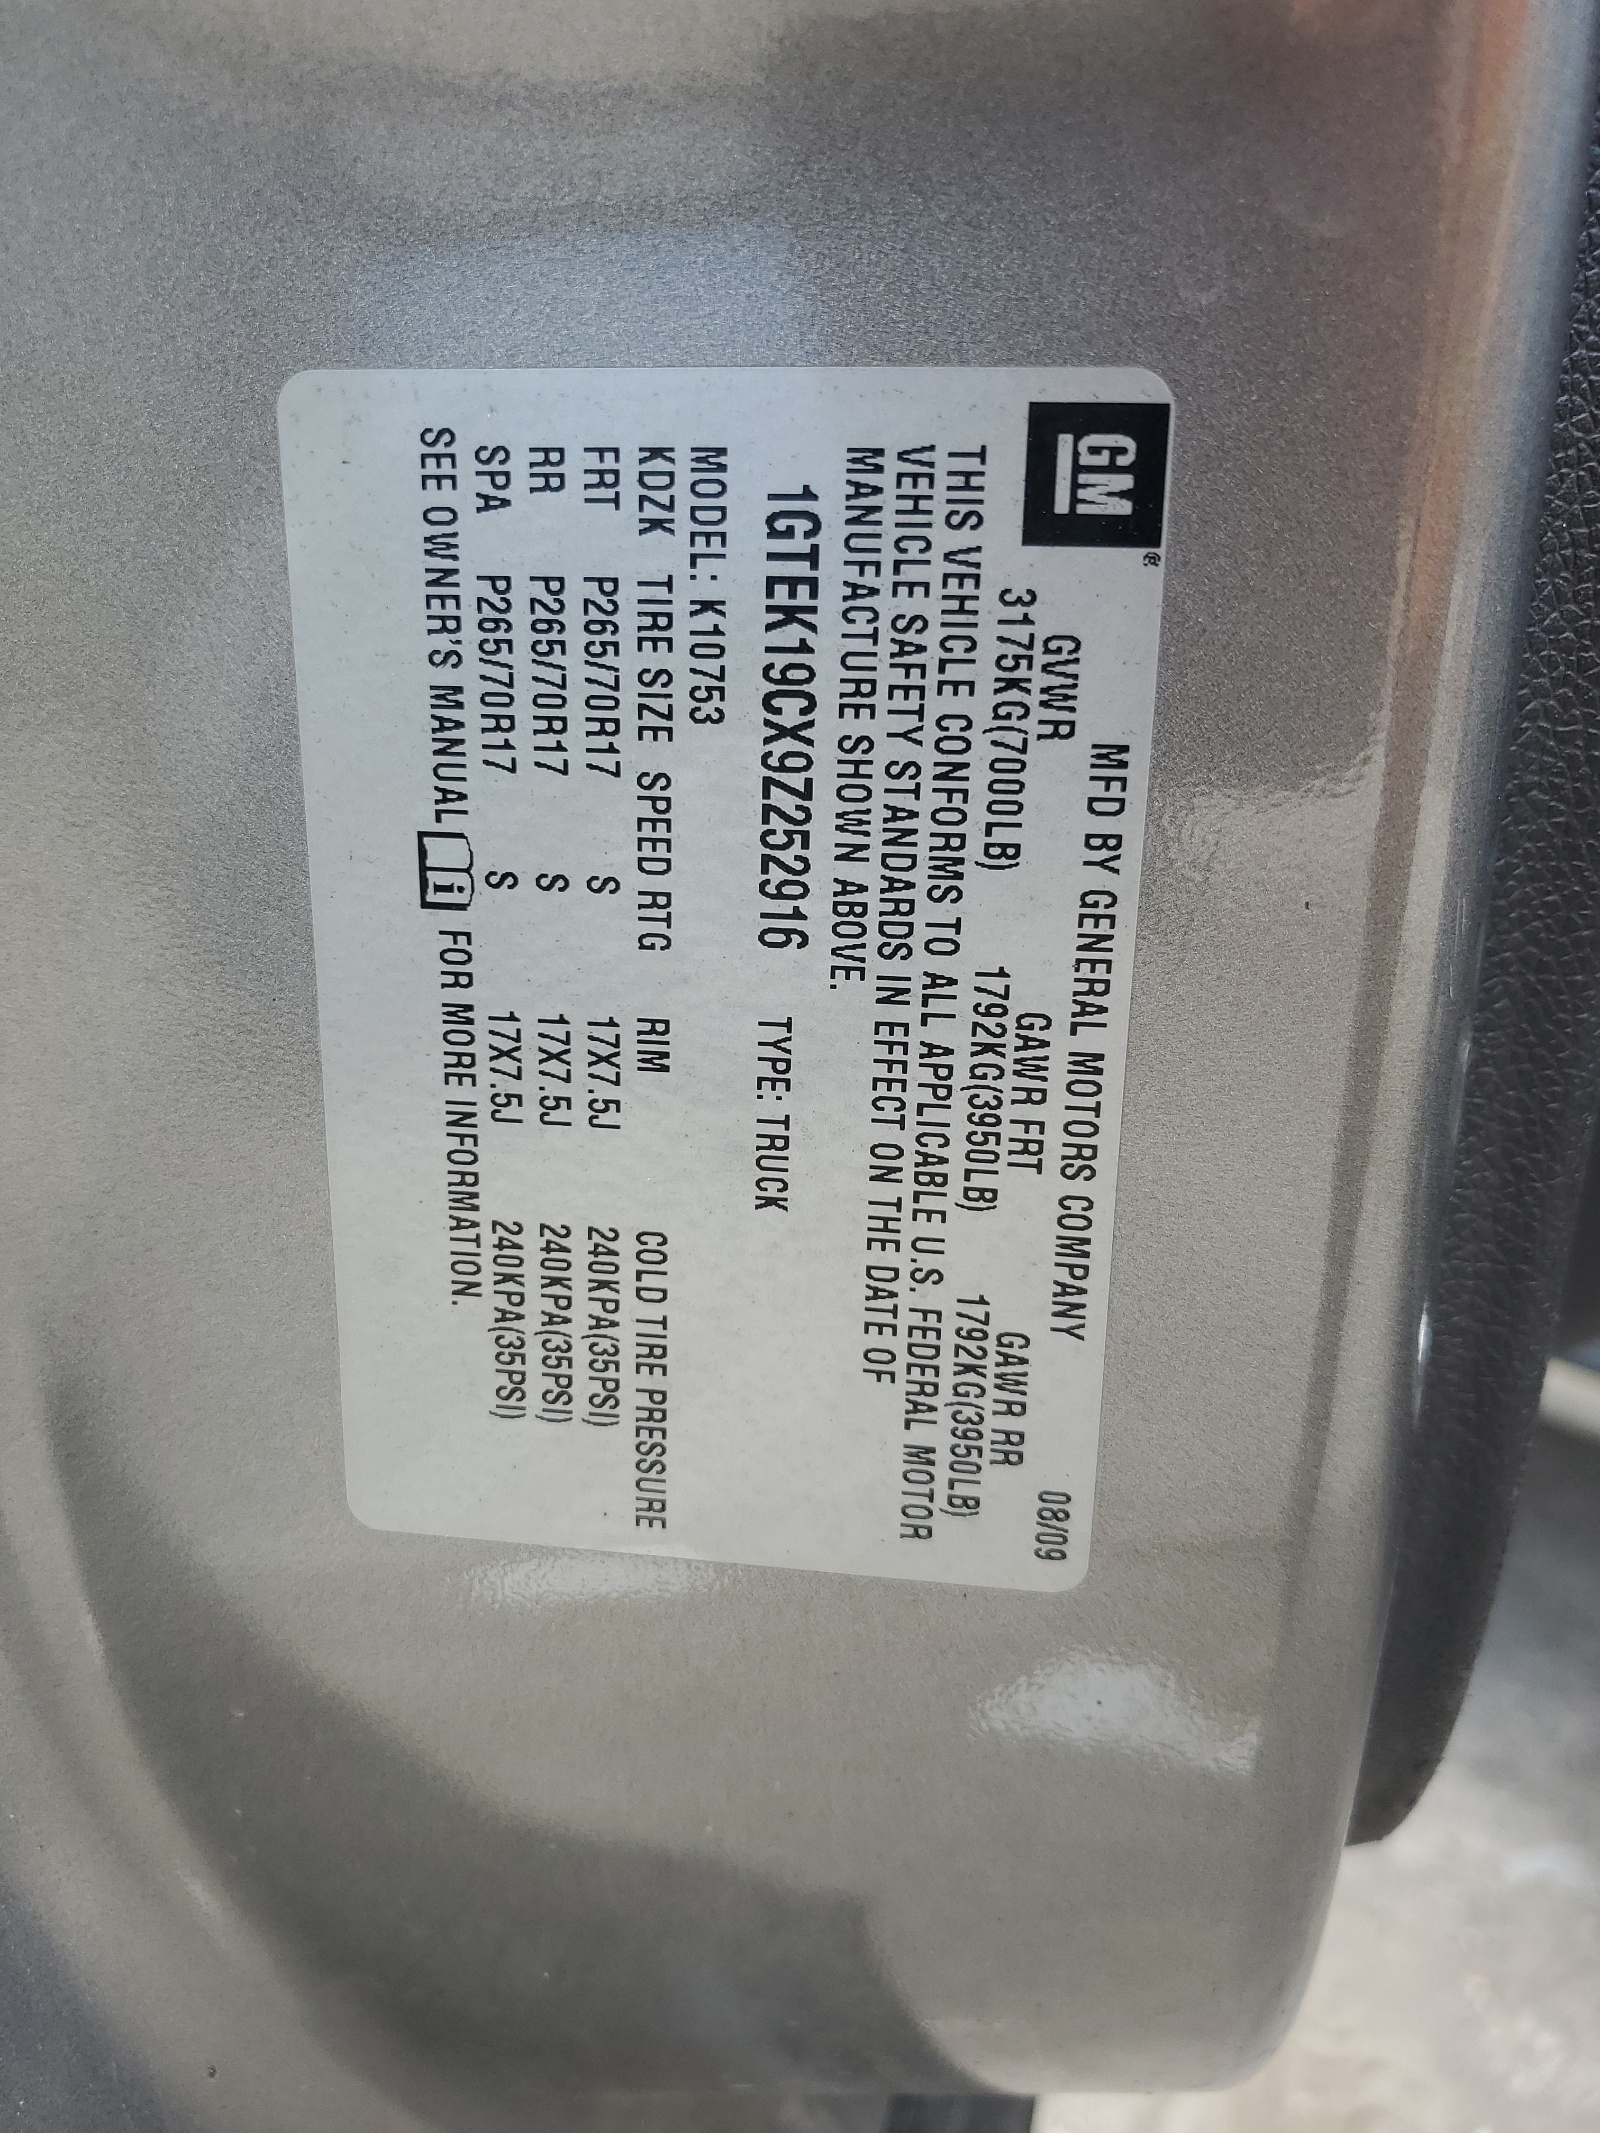 GM®
MFD BY GENERAL MOTORS COMPANY 08/09
GVWR GAWR FRT GAWR RR
3175KG(7000LB) 1792KG(3950LB) 1792KG(3950LB)
THIS VEHICLE CONFORMS TO ALL APPLICABLE U.S. FEDERAL MOTOR
VEHICLE SAFETY STANDARDS IN EFFECT ON THE DATE OF
MANUFACTURE SHOWN ABOVE.
1GTEK19CX9Z252916 TYPE: TRUCK
MODEL: K10753
KDZK TIRE SIZE SPEED RTG RIM COLD TIRE PRESSURE
FRT P265/70R17 S 17X7.5J 240KPA(35PSI)
RR P265/70R17 S 17X7.5J 240KPA(35PSI)
SPA P265/70R17 S 17X7.5J 240KPA(35PSI)
SEE OWNER'S MANUAL i FOR MORE INFORMATION.